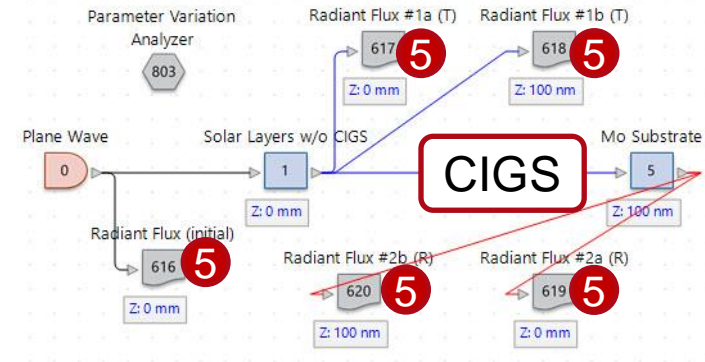 Parameter Variation
Analyzer
803
Radiant Flux #1a (T)
617
5
Z: 0 mm
Radiant Flux #1b (T)
618
5
Z: 100 nm
Plane Wave
0
Solar Layers w/o CIGS
1
Z: 0 mm
CIGS
Mo Substrate
5
Z: 100 nm
Radiant Flux (initial)
616
5
Z: 0 mm
Radiant Flux #2b (R)
620
5
Z: 100 nm
Radiant Flux #2a (R)
619
5
Z: 0 mm